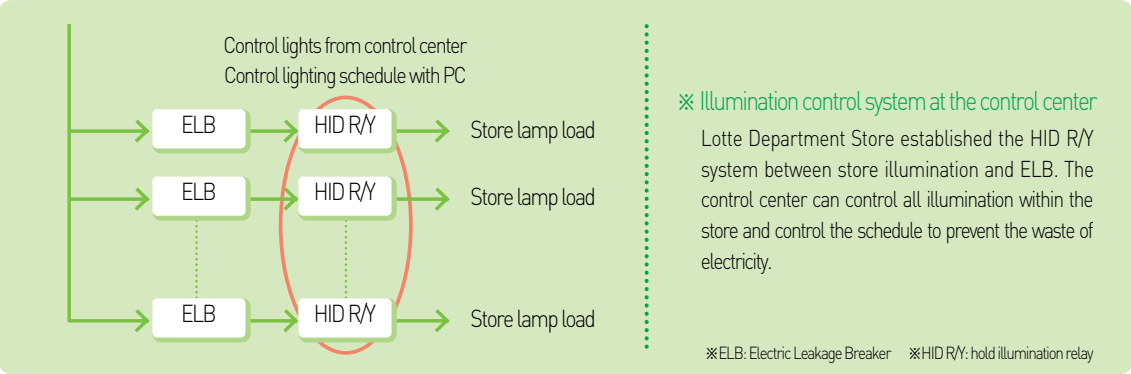 Control lights from control center
Control lighting schedule with PC
ELB HID R/Y Store lamp load
ELB HID R/Y Store lamp load
ELB HID R/Y Store lamp load
※ Illumination control system at the control center
Lotte Department Store established the HID R/Y
system between store illumination and ELB. The
control center can control all illumination within the
store and control the schedule to prevent the waste of
electricity.
※ELB: Electric Leakage Breaker ※HID R/Y: hold illumination relay